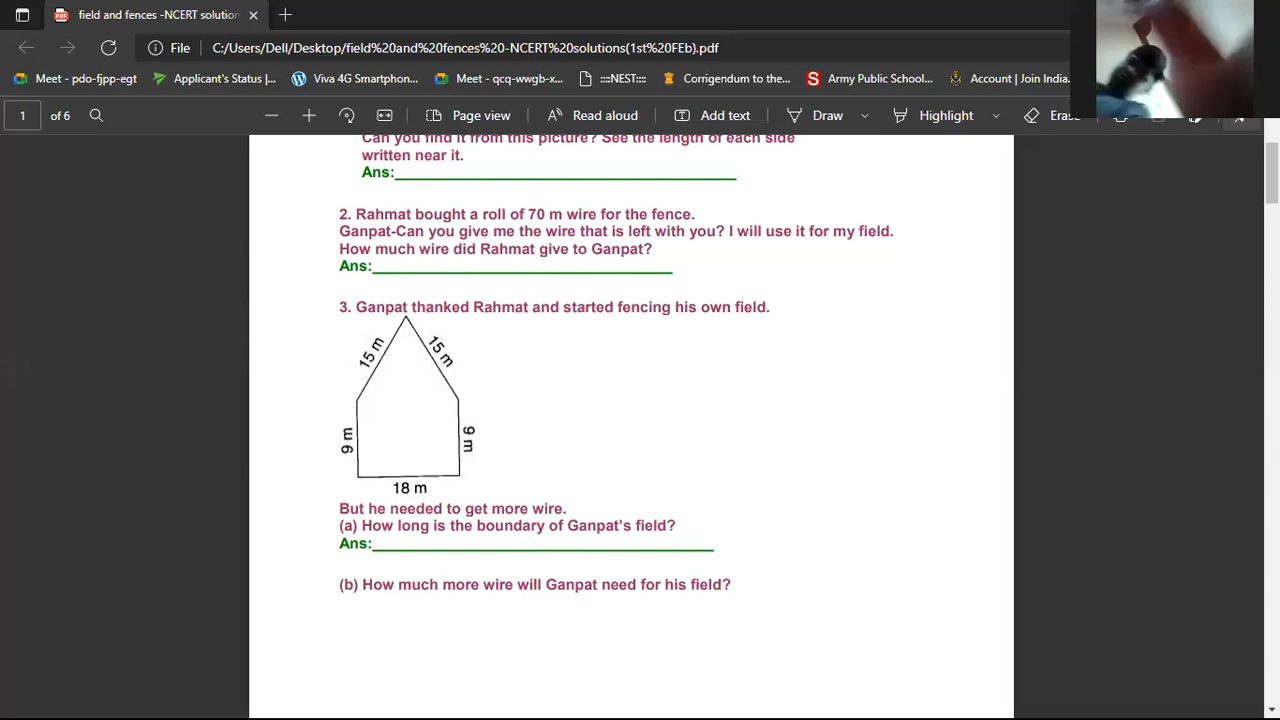 field and fences -NCERT solution
File
C:/Users/Dell/Desktop/field%20and%20fences%20-NCERT%20solutions(1st%20FEb).pdf
Meet - pdo-fjpp-egt
Applicant's Status |...
Viva 4G Smartphon...
Meet - qcq-wwgb-x...
::::NEST::::
Corrigendum to the...
Army Public School...
Account | Join India...
1 of 6
Page view
Read aloud
Add text
Draw
Highlight
Can you find it from this picture? See the length of each side
written near it.
Ans:
2. Rahmat bought a roll of 70 m wire for the fence.
Ganpat-Can you give me the wire that is left with you? I will use it for my field.
How much wire did Rahmat give to Ganpat?
Ans:
3. Ganpat thanked Rahmat and started fencing his own field.
15 m
15 m
9 m
9 m
18 m
But he needed to get more wire.
(a) How long is the boundary of Ganpat's field?
Ans:
(b) How much more wire will Ganpat need for his field?